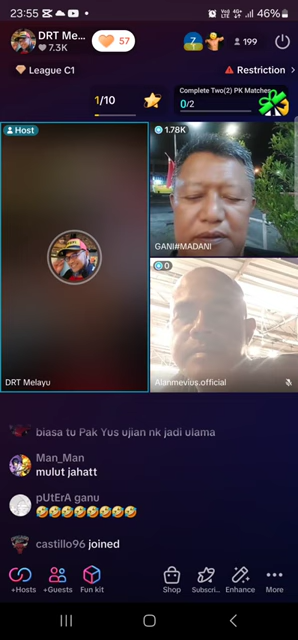 23:55
46%
DRT Me...
7.3K
57
7
199
League C1
Restriction
1/10
Complete Two(2) PK Matches
0/2
Host
1.78K
GANI#MADANI
0
DRT Melayu
Alanmevius.official
biasa tu Pak Yus ujian nk jadi ulama
Man_Man
mulut jahatt
pUtErA ganu
🤣🤣🤣🤣🤣🤣🤣🤣
castillo96 joined
+Hosts
+Guests
Fun kit
Shop
Subscri...
Enhance
More